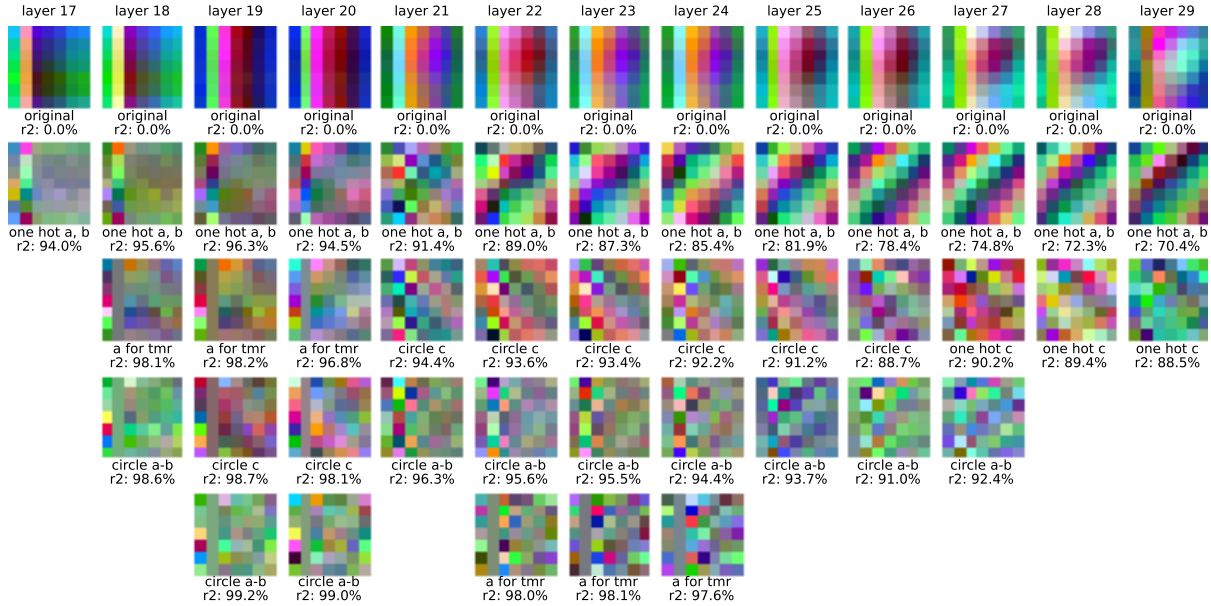 layer 17 layer 18 layer 19 layer 20 layer 21 layer 22 layer 23 layer 24 layer 25 layer 26 layer 27 layer 28 layer 29
original original original original original original original original original original original original original
r2: 0.0% r2: 0.0% r2: 0.0% r2: 0.0% r2: 0.0% r2: 0.0% r2: 0.0% r2: 0.0% r2: 0.0% r2: 0.0% r2: 0.0% r2: 0.0% r2: 0.0%
one hot a, b one hot a, b one hot a, b one hot a, b one hot a, b one hot a, b one hot a, b one hot a, b one hot a, b one hot a, b one hot a, b one hot a, b one hot a, b
r2: 94.0% r2: 95.6% r2: 96.3% r2: 94.5% r2: 91.4% r2: 89.0% r2: 87.3% r2: 85.4% r2: 81.9% r2: 78.4% r2: 74.8% r2: 72.3% r2: 70.4%
a for tmr a for tmr a for tmr circle c circle c circle c circle c circle c circle c one hot c one hot c one hot c
r2: 98.1% r2: 98.2% r2: 96.8% r2: 94.4% r2: 93.6% r2: 93.4% r2: 92.2% r2: 91.2% r2: 88.7% r2: 90.2% r2: 89.4% r2: 88.5%
circle a-b circle c circle c circle a-b circle a-b circle a-b circle a-b circle a-b circle a-b circle a-b
r2: 98.6% r2: 98.7% r2: 98.1% r2: 96.3% r2: 95.6% r2: 95.5% r2: 94.4% r2: 93.7% r2: 91.0% r2: 92.4%
circle a-b circle a-b a for tmr a for tmr a for tmr
r2: 99.2% r2: 99.0% r2: 98.0% r2: 98.1% r2: 97.6%